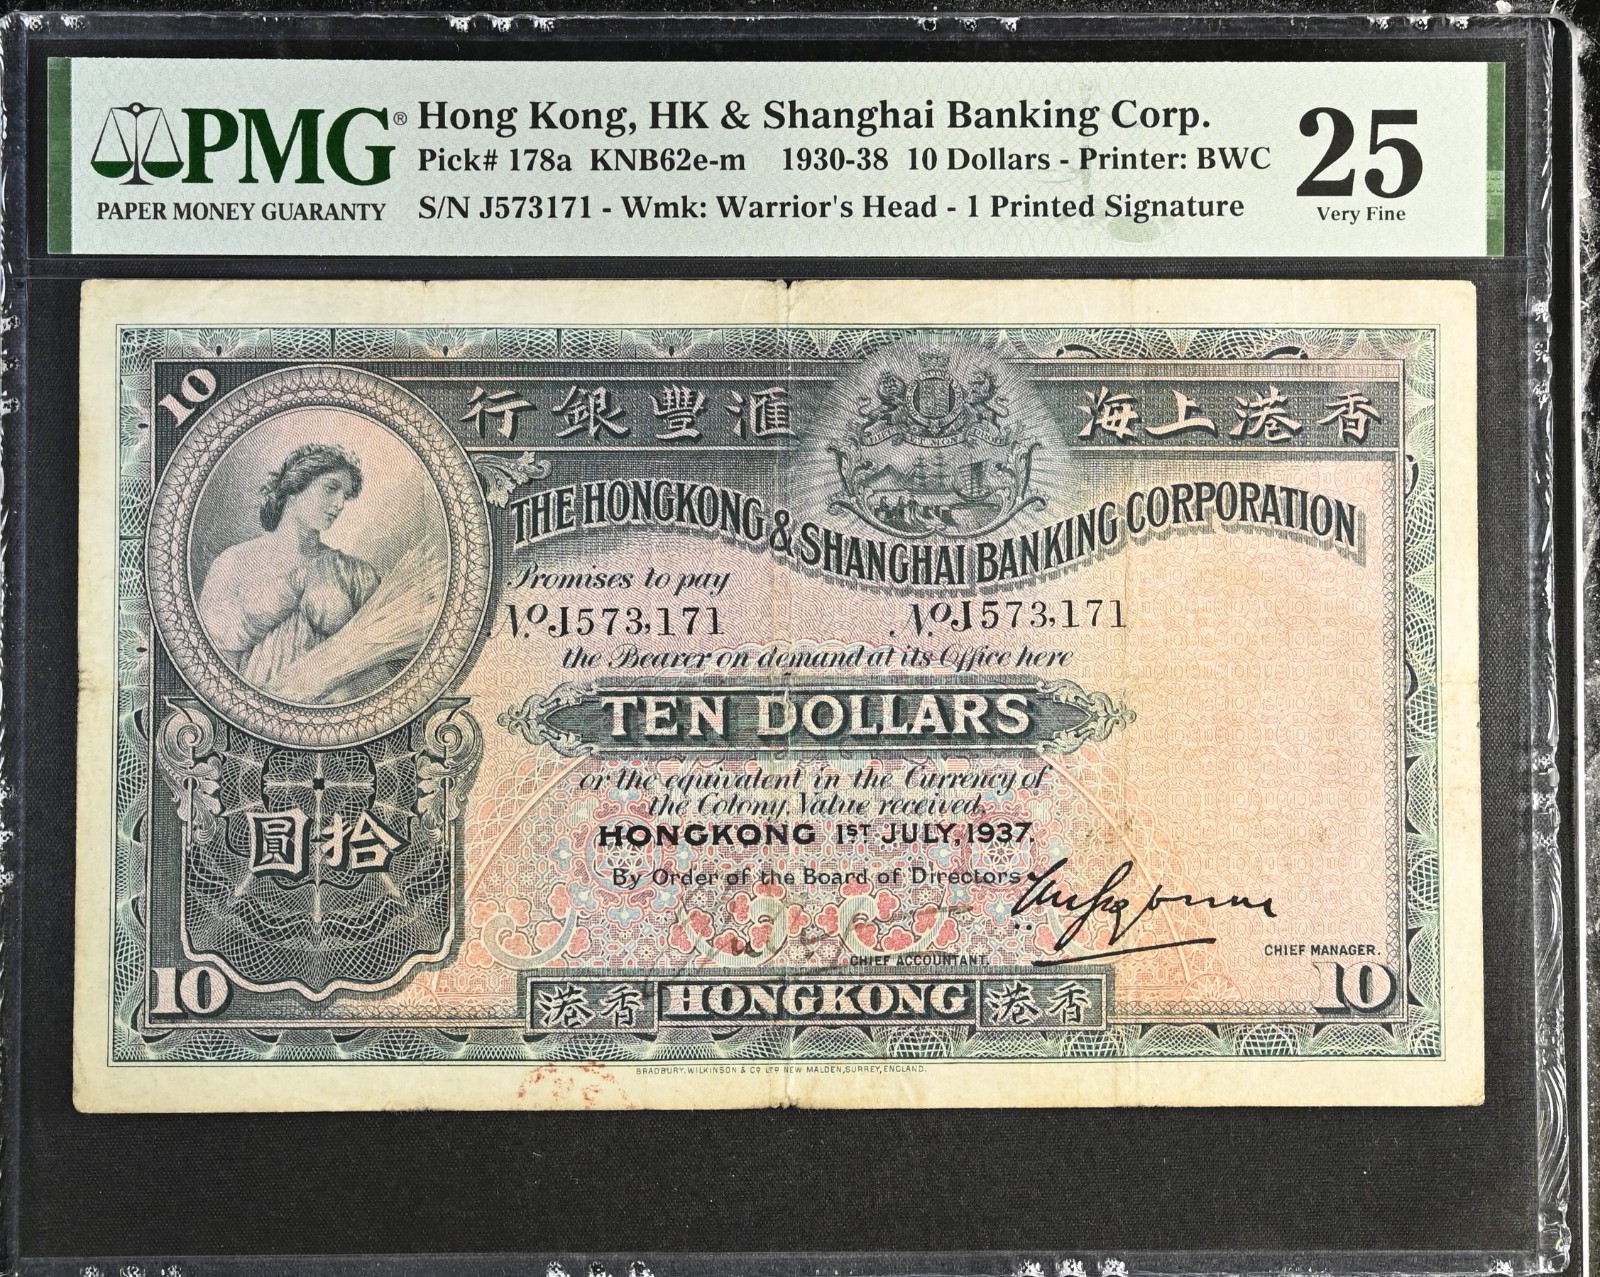 PMG®
PAPER MONEY GUARANTY
Hong Kong, HK & Shanghai Banking Corp.
Pick# 178a KNB62e-m 1930-38 10 Dollars - Printer: BWC
S/N J573171 - Wmk: Warrior's Head - 1 Printed Signature
25
Very Fine
10
行銀豐滙 海上港香
THE HONGKONG & SHANGHAI BANKING CORPORATION
Promises to pay
No. J573,171 No. J573,171
the Bearer on demand at its Office here
TEN DOLLARS
or the equivalent in the Currency of
the Colony, Value received.
圓拾
HONGKONG 1ST JULY, 1937
By Order of the Board of Directors
CHIEF ACCOUNTANT.
CHIEF MANAGER.
10 10
港香 HONGKONG 港香
BRADBURY, WILKINSON & Co LTD NEW MALDEN, SURREY, ENGLAND.